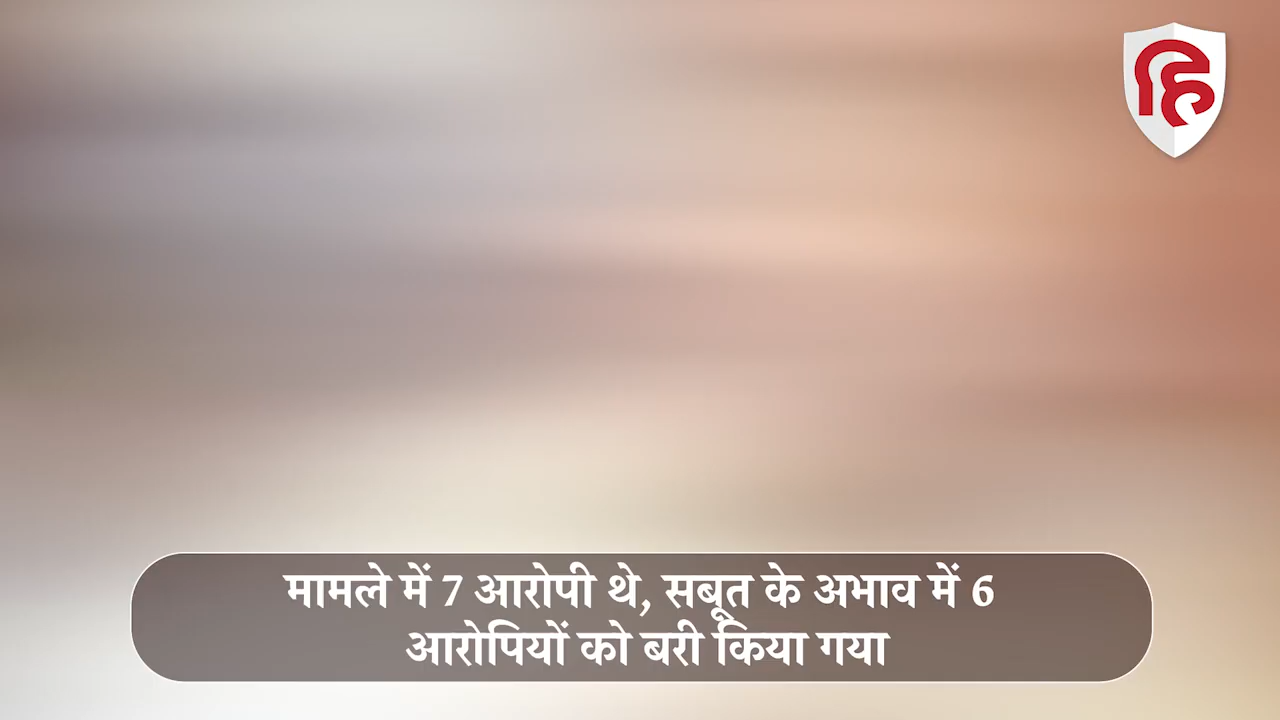 हि
मामले में 7 आरोपी थे, सबूत के अभाव में 6
आरोपियों को बरी किया गया